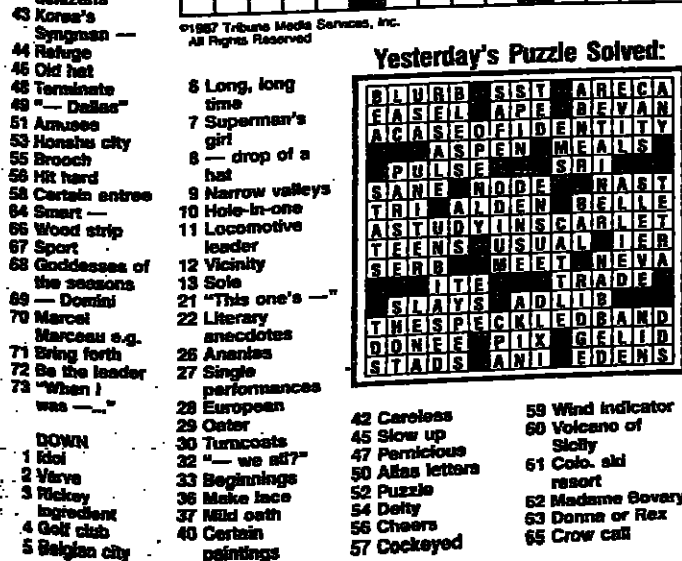 43 Korea's
Syngman —
44 Refuge
46 Old hat
48 Terminate
49 "— Dallas"
51 Amuses
53 Honshu city
55 Brooch
56 Hit hard
58 Certain entree
64 Smart —
66 Wood strip
67 Sport
68 Goddesses of
the seasons
69 — Domini
70 Marcel
Marceau e.g.
71 Bring forth
72 Be the leader
73 "When I
was —..."
DOWN
1 Idol
2 Verve
3 Rickey
ingredient
4 Golf club
5 Belgian city
©1987 Tribune Media Services, Inc.
All Rights Reserved
6 Long, long
time
7 Superman's
girl
8 — drop of a
hat
9 Narrow valleys
10 Hole-in-one
11 Locomotive
leader
12 Vicinity
13 Sole
21 "This one's —"
22 Literary
anecdotes
26 Ananias
27 Single
performances
28 European
29 Oater
30 Turncoats
32 "— we all?"
33 Beginnings
36 Make lace
37 Mild oath
40 Certain
paintings
Yesterday's Puzzle Solved:
BLURB SST ARECA
EASEL APE BEVAN
ACASEOFIDENTITY
ASPEN MEALS
PULSE SRI
SANE NODE NAST
TRI ALDEN BELLE
ASTUDYINSCARLET
TEENS USUAL IER
SERB MEET NEVA
ITE TRADE
SLAYS ADLIB
THESPECKLEDBAND
DONEE PIX GELID
STADS ANI EDENS
42 Careless
45 Slow up
47 Pernicious
50 Alias letters
52 Puzzle
54 Deity
56 Cheers
57 Cockeyed
59 Wind indicator
60 Volcano of
Sicily
61 Colo. ski
resort
62 Madame Bovary
63 Donna or Rex
65 Crow call